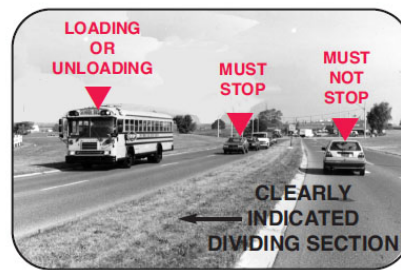 LOADING
OR
UNLOADING
MUST
STOP
MUST
NOT
STOP
CLEARLY
INDICATED
DIVIDING SECTION